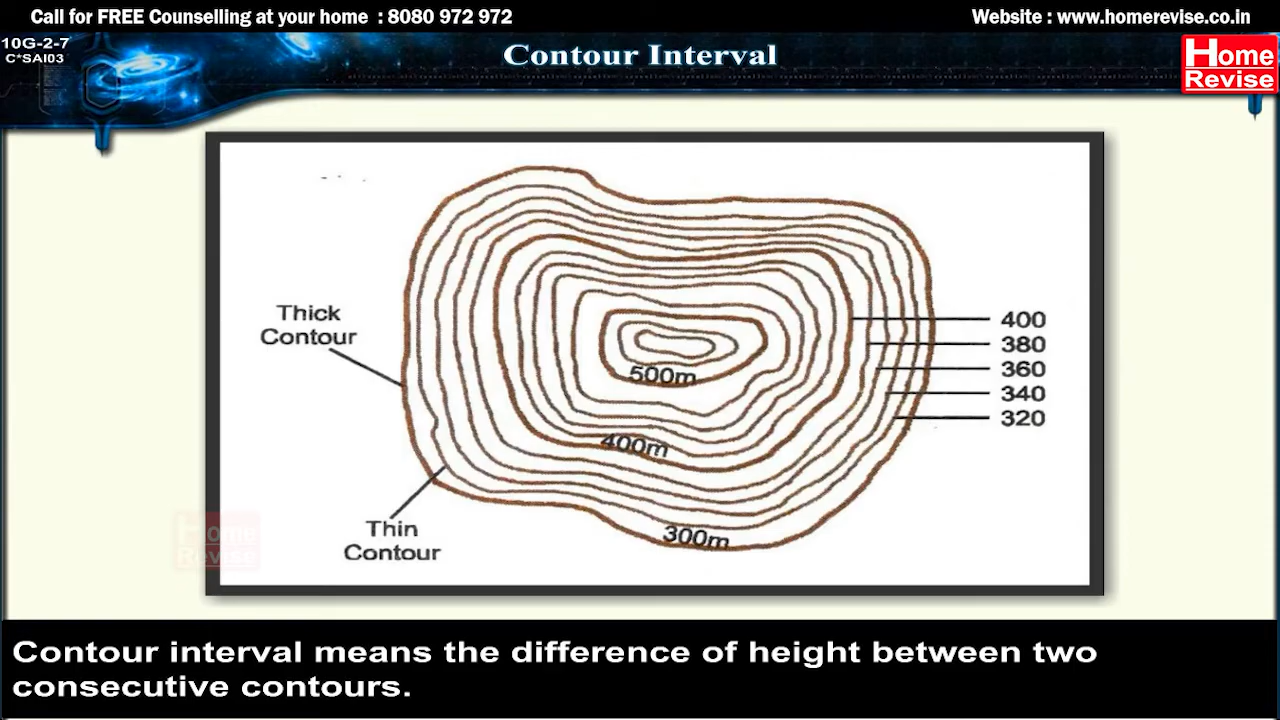 Call for FREE Counselling at your home : 8080 972 972
Website : www.homerevise.co.in
10G-2-7
C*SAI03
Contour Interval
Home
Revise
Thick
Contour
400
380
360
340
320
500m
400m
Thin
Contour
300m
Home
Revise
Contour interval means the difference of height between two
consecutive contours.